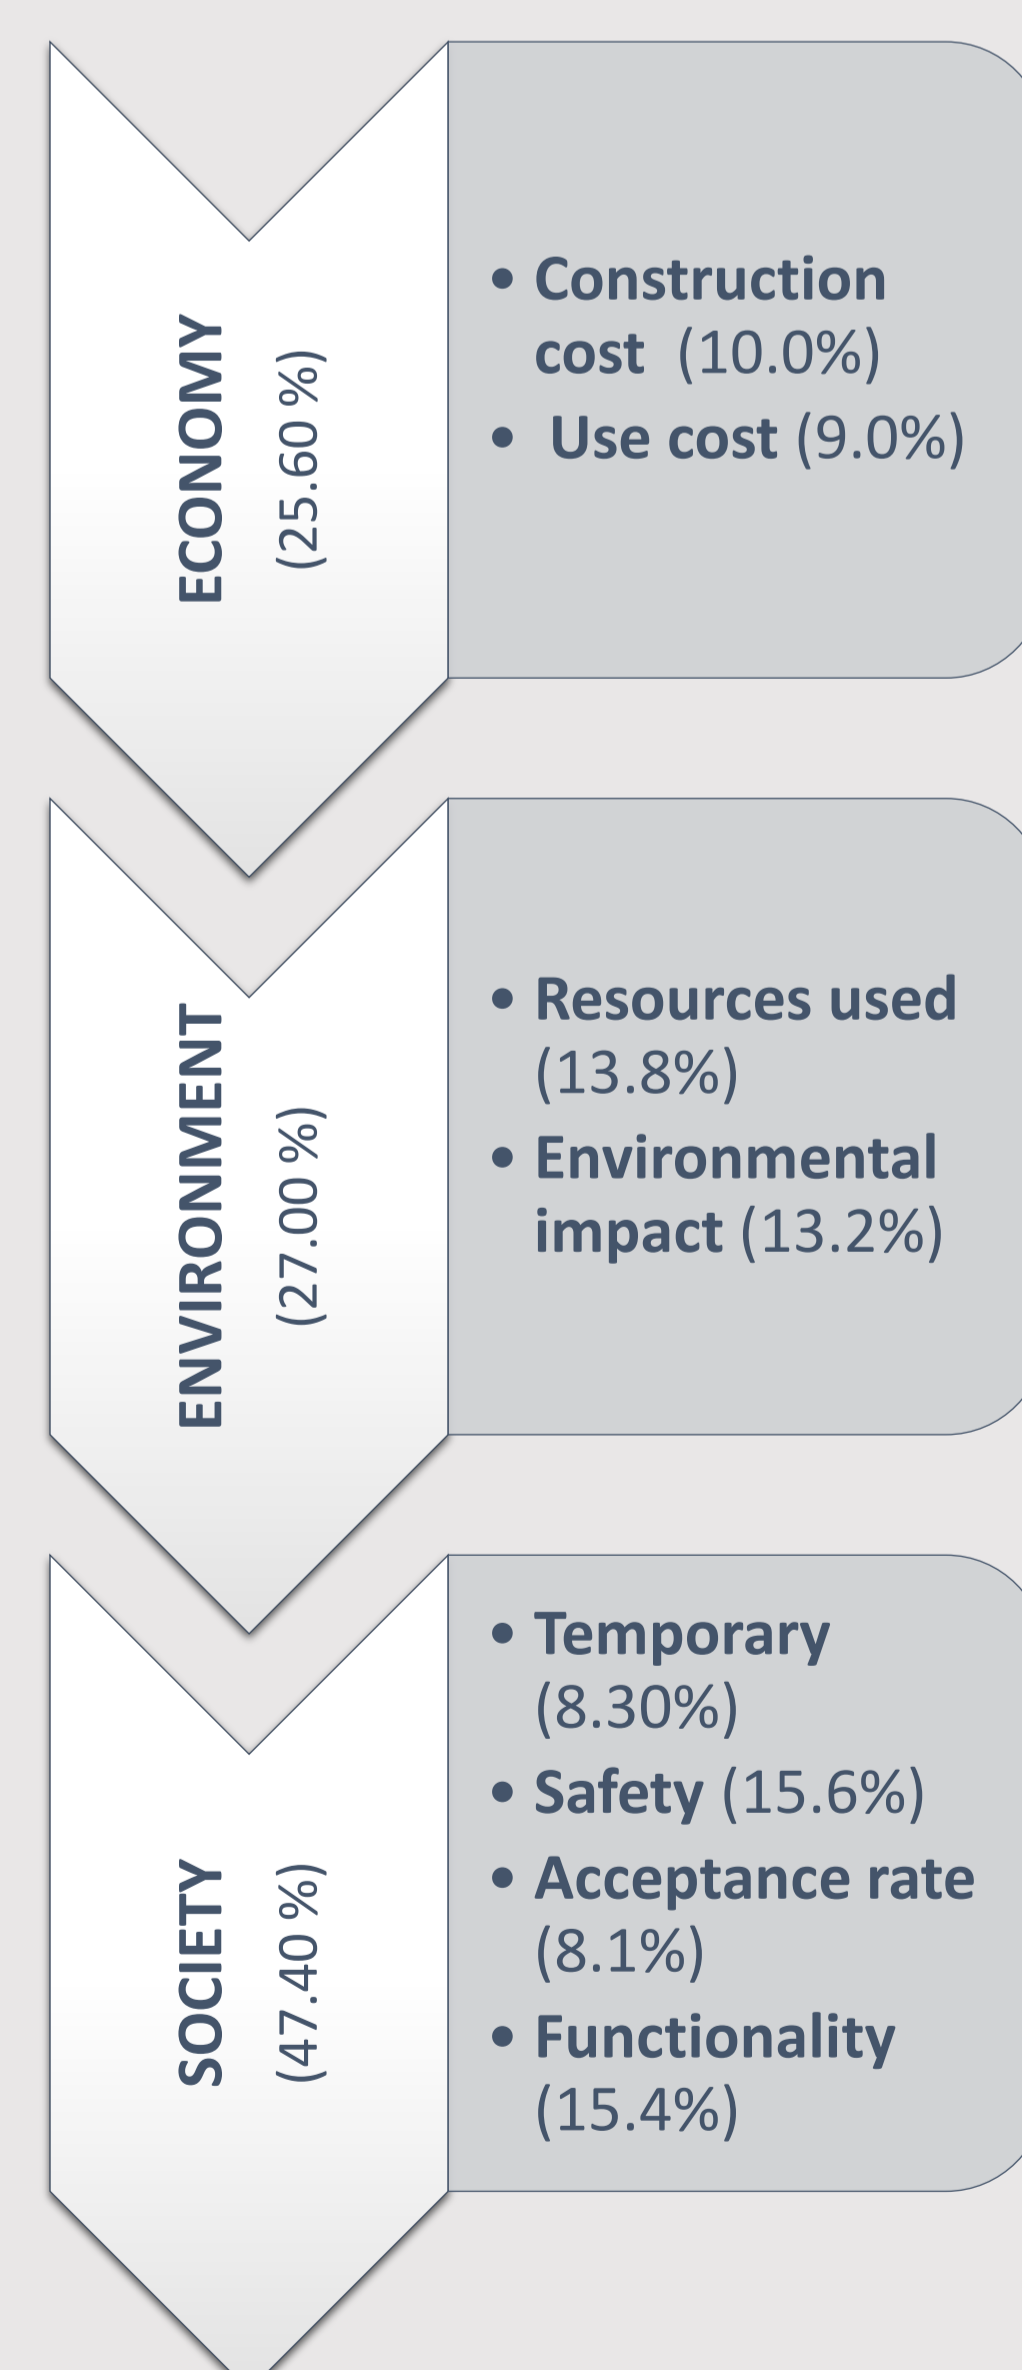 ECONOMY
(25.60 %)
• Construction
cost (10.0%)
• Use cost (9.0%)
ENVIRONMENT
(27.00 %)
• Resources used
(13.8%)
• Environmental
impact (13.2%)
SOCIETY
(47.40 %)
• Temporary
(8.30%)
• Safety (15.6%)
• Acceptance rate
(8.1%)
• Functionality
(15.4%)